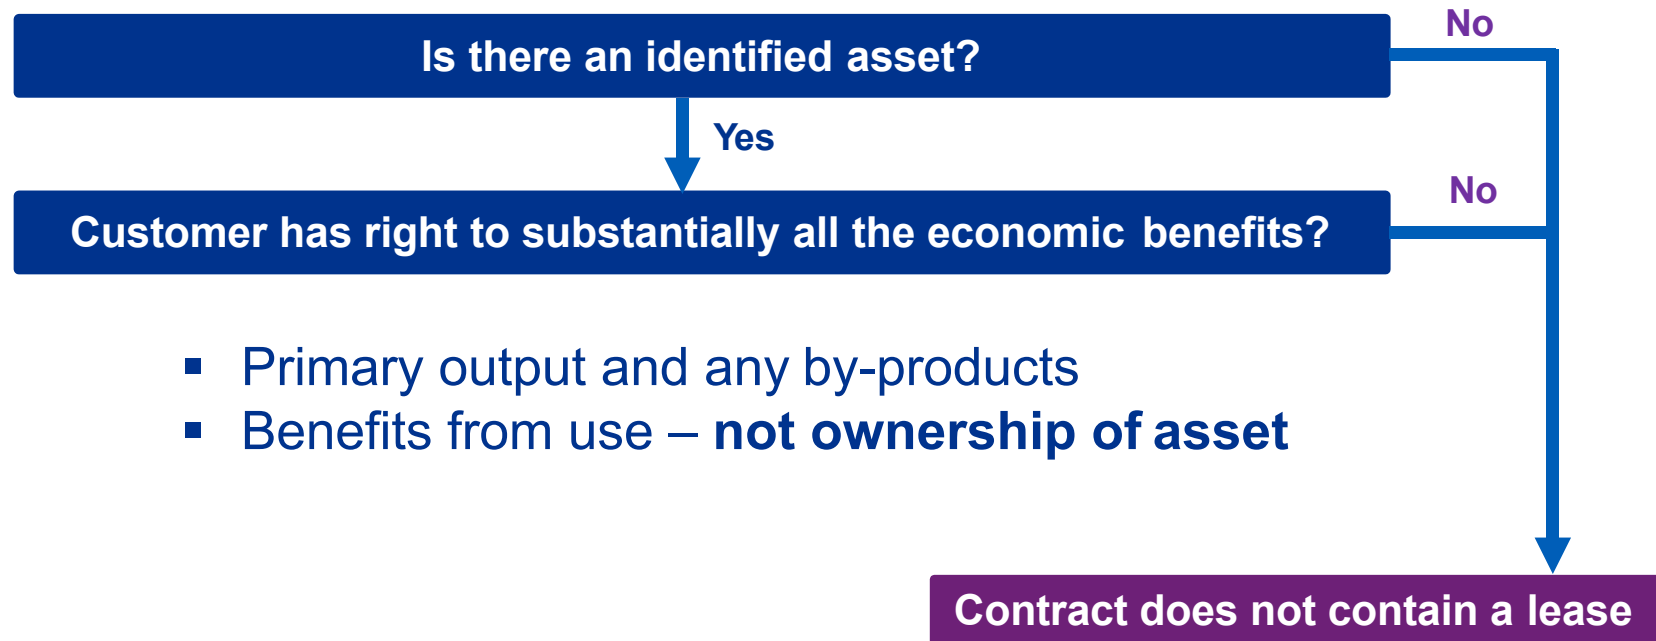 No
Is there an identified asset?
Yes
No
Customer has right to substantially all the economic benefits?
▪ Primary output and any by-products
▪ Benefits from use – not ownership of asset
Contract does not contain a lease